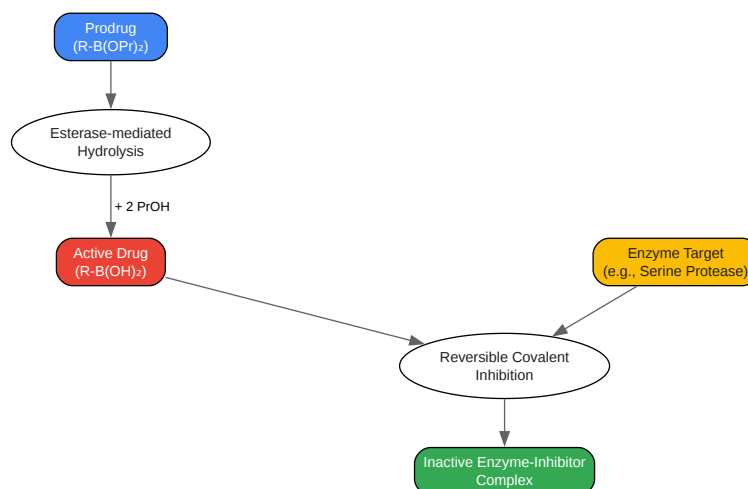 Prodrug
(R-B(OPr)₂)
Esterase-mediated
Hydrolysis
+ 2 PrOH
Active Drug
(R-B(OH)₂)
Enzyme Target
(e.g., Serine Protease)
Reversible Covalent
Inhibition
Inactive Enzyme-Inhibitor
Complex